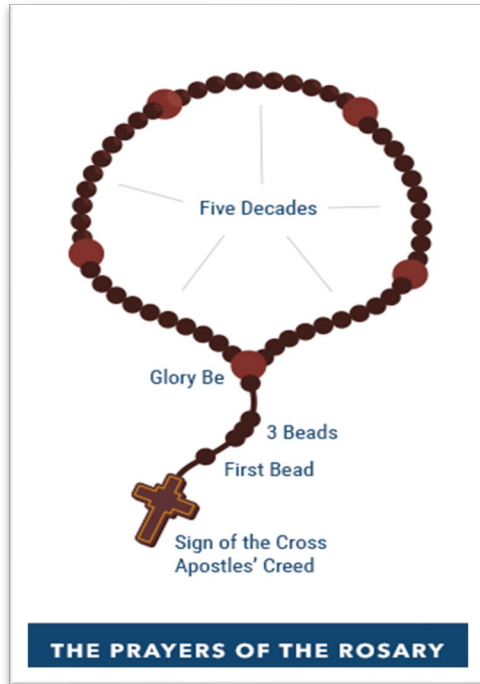 Five Decades
Glory Be
3 Beads
First Bead
Sign of the Cross
Apostles’ Creed
THE PRAYERS OF THE ROSARY